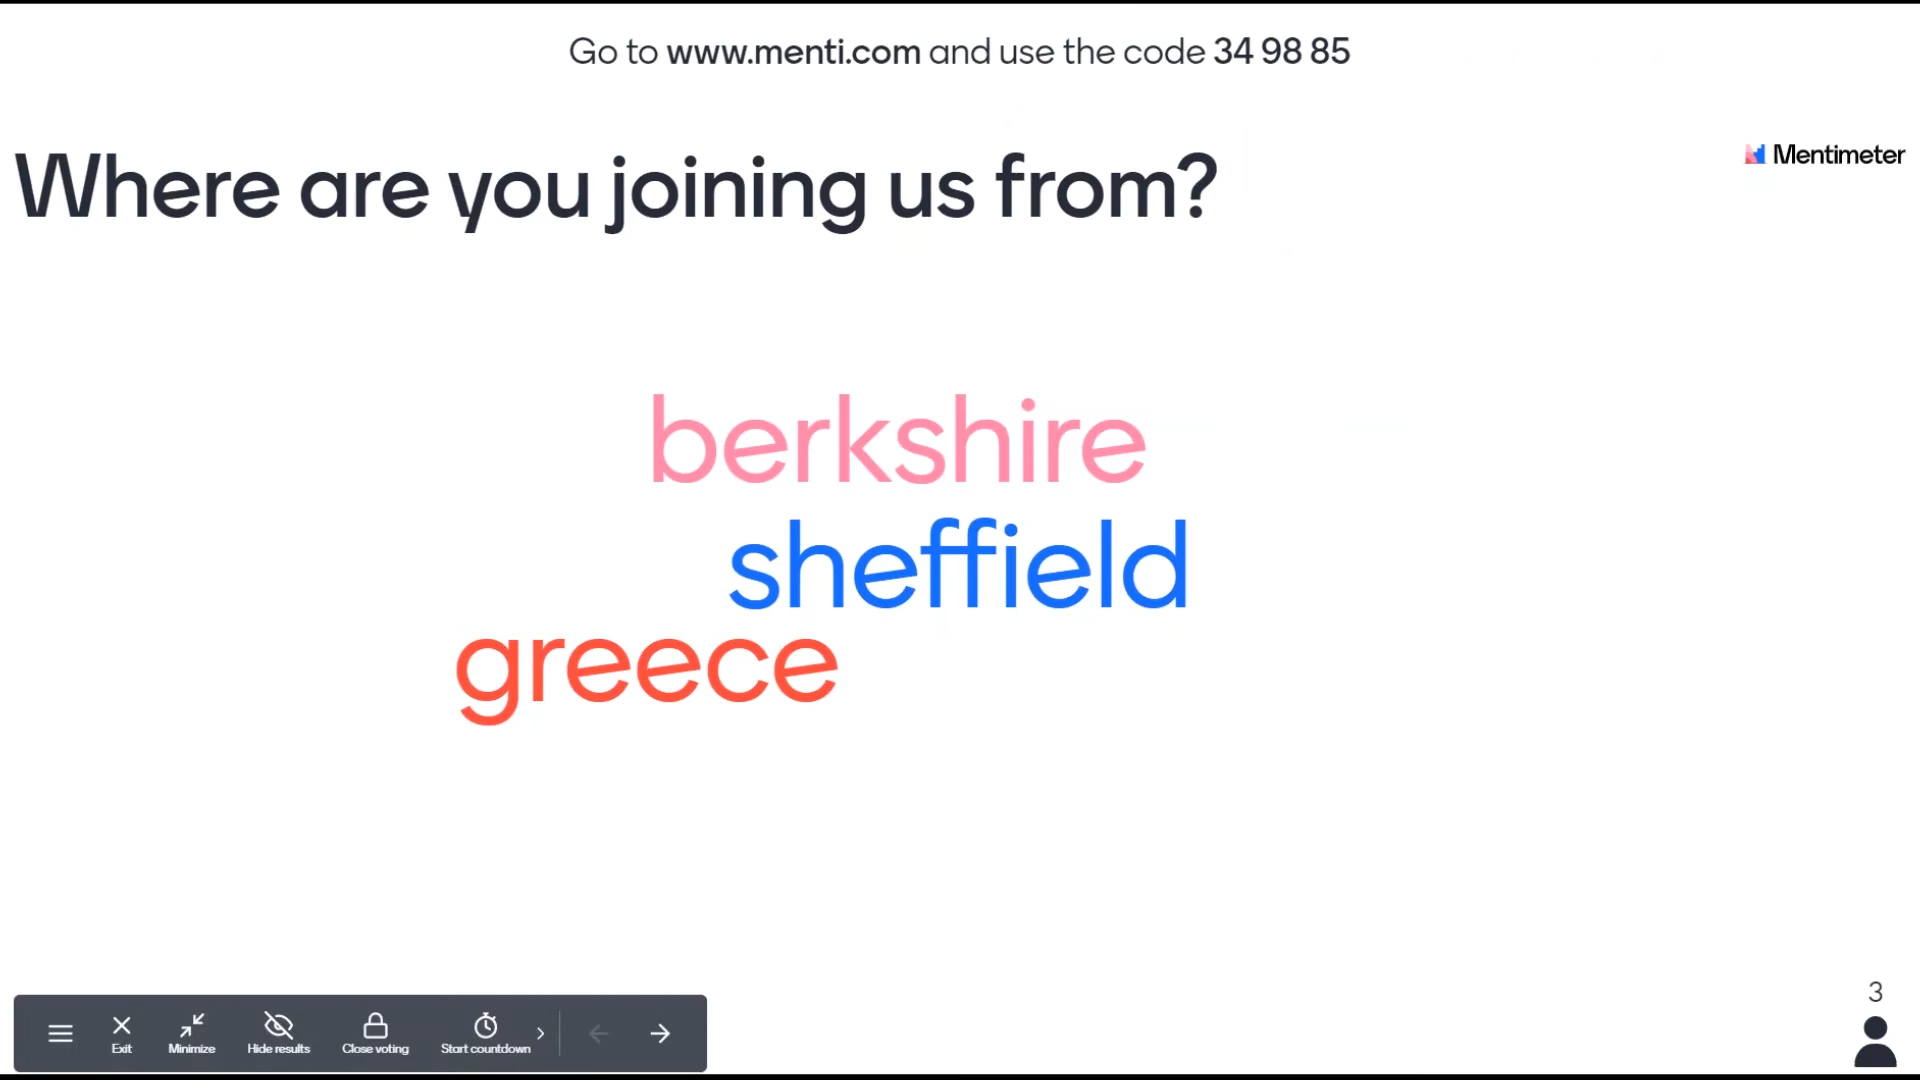 Go to www.menti.com and use the code 34 98 85
Where are you joining us from?
Mentimeter
berkshire
sheffield
greece
3
Exit
Minimize
Hide results
Close voting
Start countdown